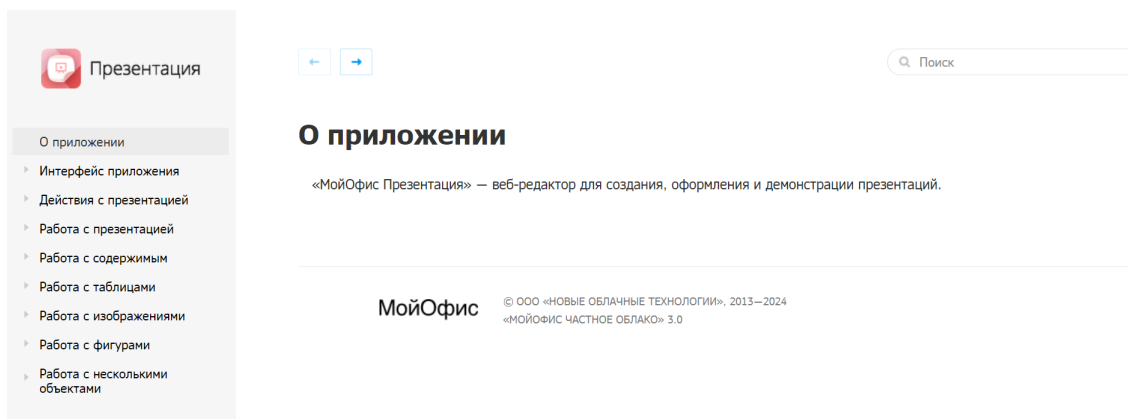 Презентация
О приложении
Интерфейс приложения
Действия с презентацией
Работа с презентацией
Работа с содержимым
Работа с таблицами
Работа с изображениями
Работа с фигурами
Работа с несколькими
объектами
← →
Поиск
О приложении
«МойОфис Презентация» — веб-редактор для создания, оформления и демонстрации презентаций.
МойОфис
© ООО «НОВЫЕ ОБЛАЧНЫЕ ТЕХНОЛОГИИ», 2013—2024
«МОЙОФИС ЧАСТНОЕ ОБЛАКО» 3.0